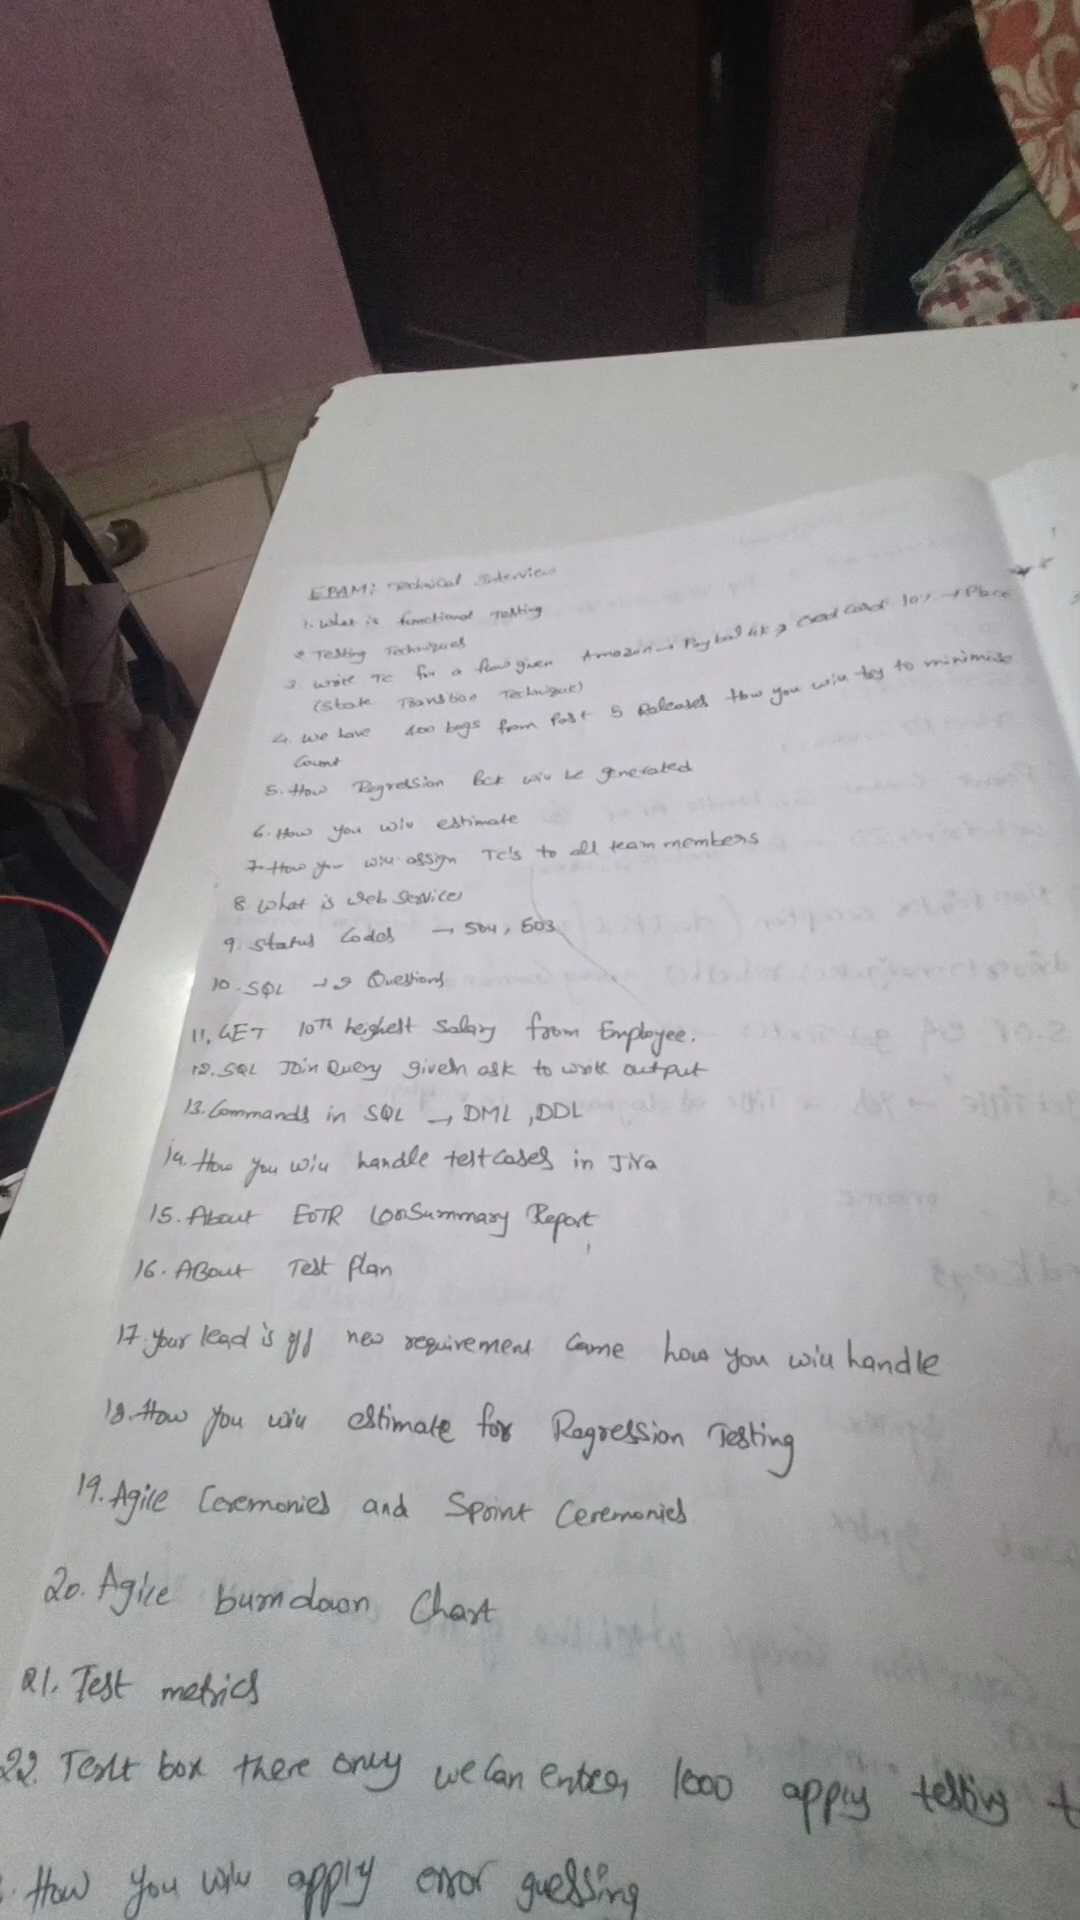 EPAM: Technical Interview
1. What is functional Testing
2 Testing Techniques
3. write TC for a flow given Amazon → Pay bal 4k > Cred Card 10% → Place
(State Transition Technique)
4. We have 400 bugs from Past 5 Releases How you will try to minimise
Count
5. How Regression will be generated
6. How you will estimate
7. How you will assign TC's to all team members
8 What is Web Services
9. Status Codes → 504, 503
10. SQL → 2 Questions
11. GET 10Th heighest Salary from Employee.
12. SQL Join Query given ask to write output
13. Commands in SQL → DML, DDL
14. How you will handle testcases in Jira
15. About EOTR Summary Report
16. ABout Test Plan
17. Your lead is off new requirement Came how you will handle
18. How you will estimate for Regression Testing
19. Agile Ceremonies and Sprint Ceremonies
20. Agile burndown Chart
21. Test metrics
22. Text box there only we Can enter 1000 apply testing
How you will apply error guessing